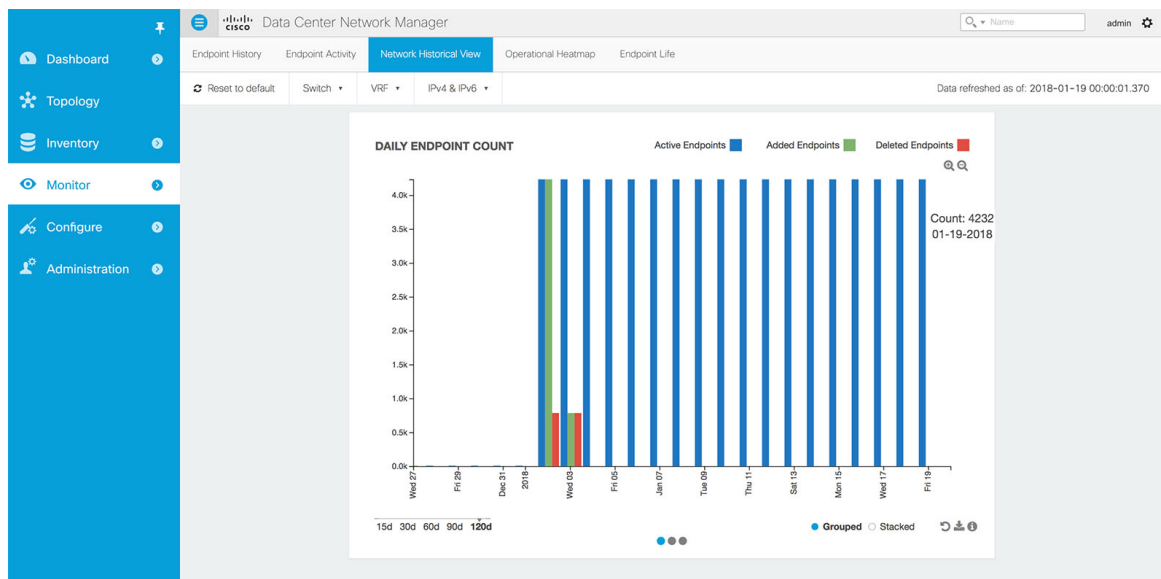 cisco Data Center Network Manager
Name
admin
Dashboard
Topology
Inventory
Monitor
Configure
Administration
Endpoint History Endpoint Activity Network Historical View Operational Heatmap Endpoint Life
Reset to default Switch VRF IPv4 & IPv6
Data refreshed as of: 2018-01-19 00:00:01.370
DAILY ENDPOINT COUNT
Active Endpoints Added Endpoints Deleted Endpoints
Count: 4232
01-19-2018
4.0k
3.5k
3.0k
2.5k
2.0k
1.5k
1.0k
0.5k
0.0k
Wed 27 Fri 29 Dec 31 2018 Wed 03 Fri 05 Jan 07 Tue 09 Thu 11 Sat 13 Mon 15 Wed 17 Fri 19
15d 30d 60d 90d 120d
Grouped Stacked